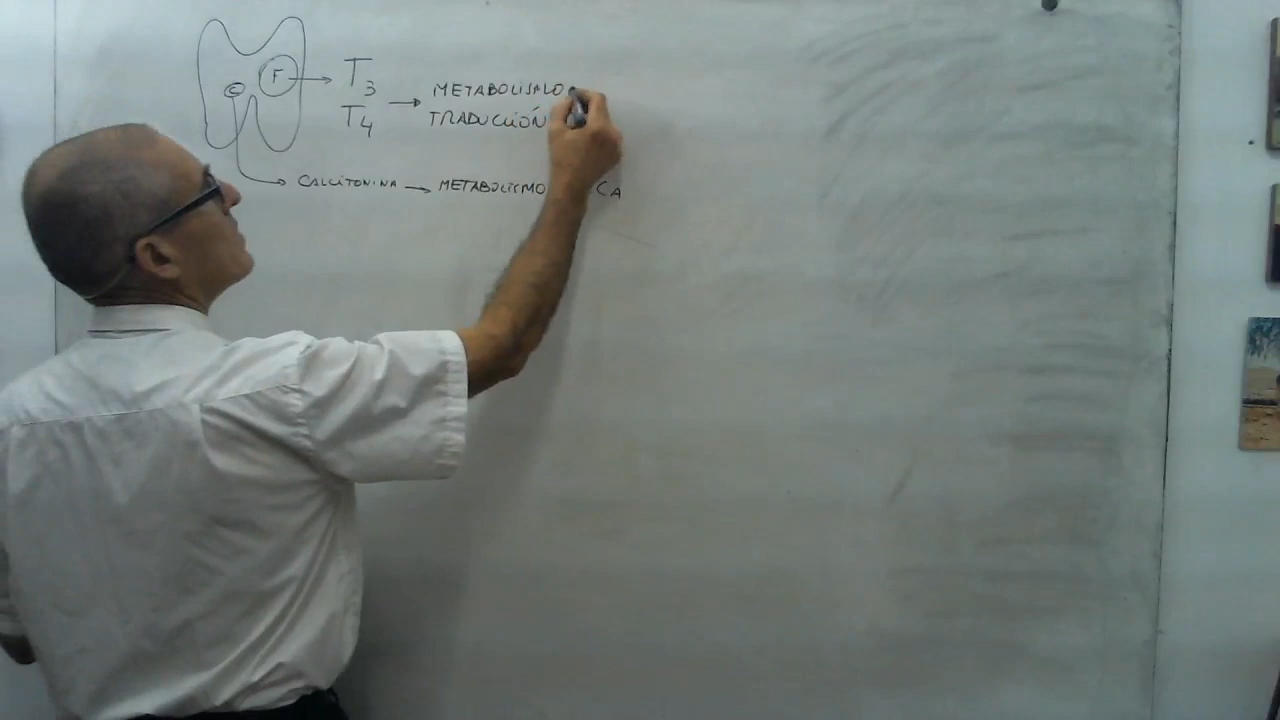 F → T3
C
T4 → METABOLISMO
TRADUCCIÓN
CALCITONINA → METABOLISMO CA